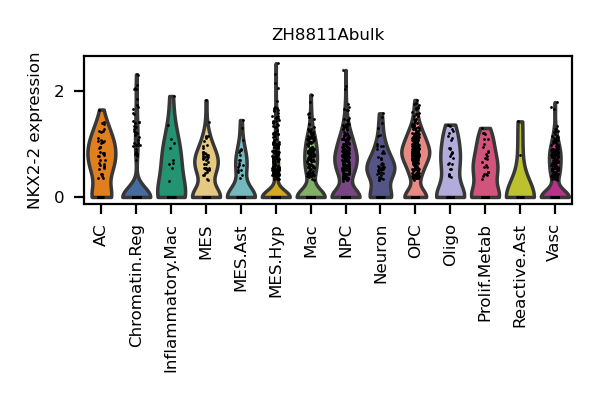 ZH8811Abulk
NKX2-2 expression
2
0
AC
Chromatin.Reg
Inflammatory.Mac
MES
MES.Ast
MES.Hyp
Mac
NPC
Neuron
OPC
Oligo
Prolif.Metab
Reactive.Ast
Vasc